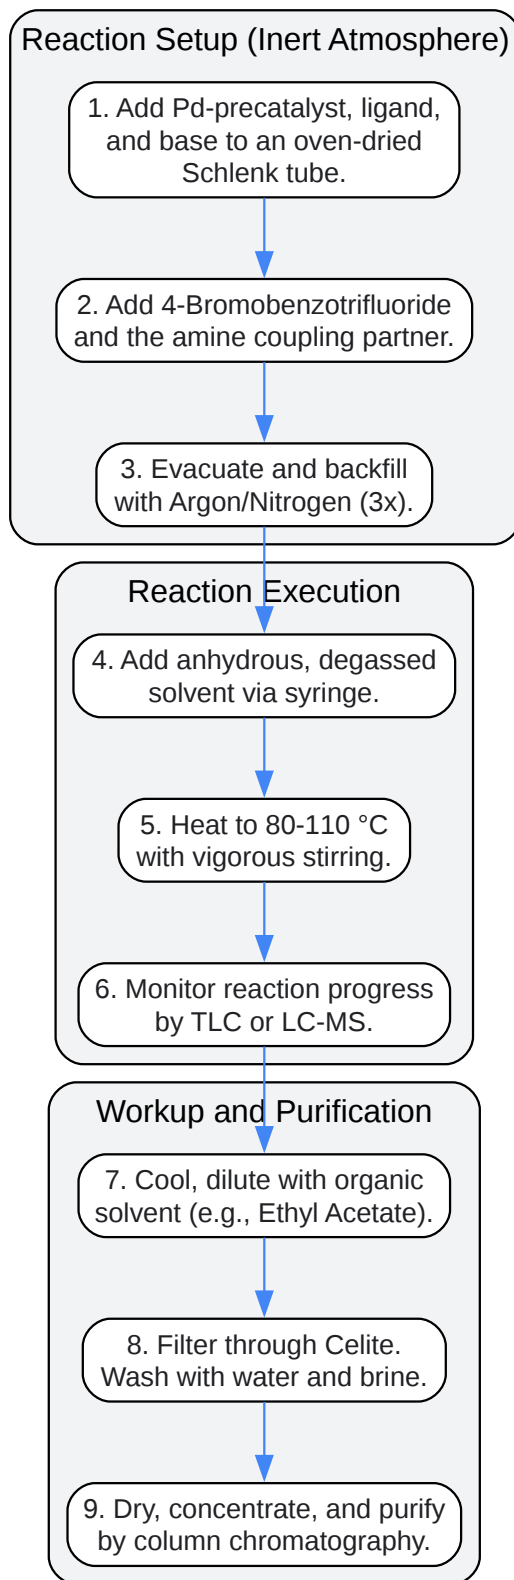 Reaction Setup (Inert Atmosphere)
1. Add Pd-precatalyst, ligand,
and base to an oven-dried
Schlenk tube.
2. Add 4-Bromobenzotrifluoride
and the amine coupling partner.
3. Evacuate and backfill
with Argon/Nitrogen (3x).
Reaction Execution
4. Add anhydrous, degassed
solvent via syringe.
5. Heat to 80-110 °C
with vigorous stirring.
6. Monitor reaction progress
by TLC or LC-MS.
Workup and Purification
7. Cool, dilute with organic
solvent (e.g., Ethyl Acetate).
8. Filter through Celite.
Wash with water and brine.
9. Dry, concentrate, and purify
by column chromatography.